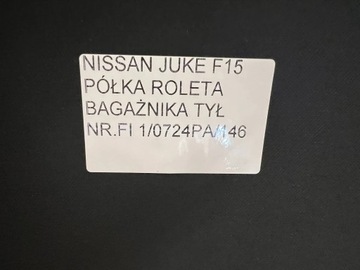 NISSAN JUKE F15
PÓŁKA ROLETA
BAGAŻNIKA TYŁ
NR.FI 1/0724PA/146